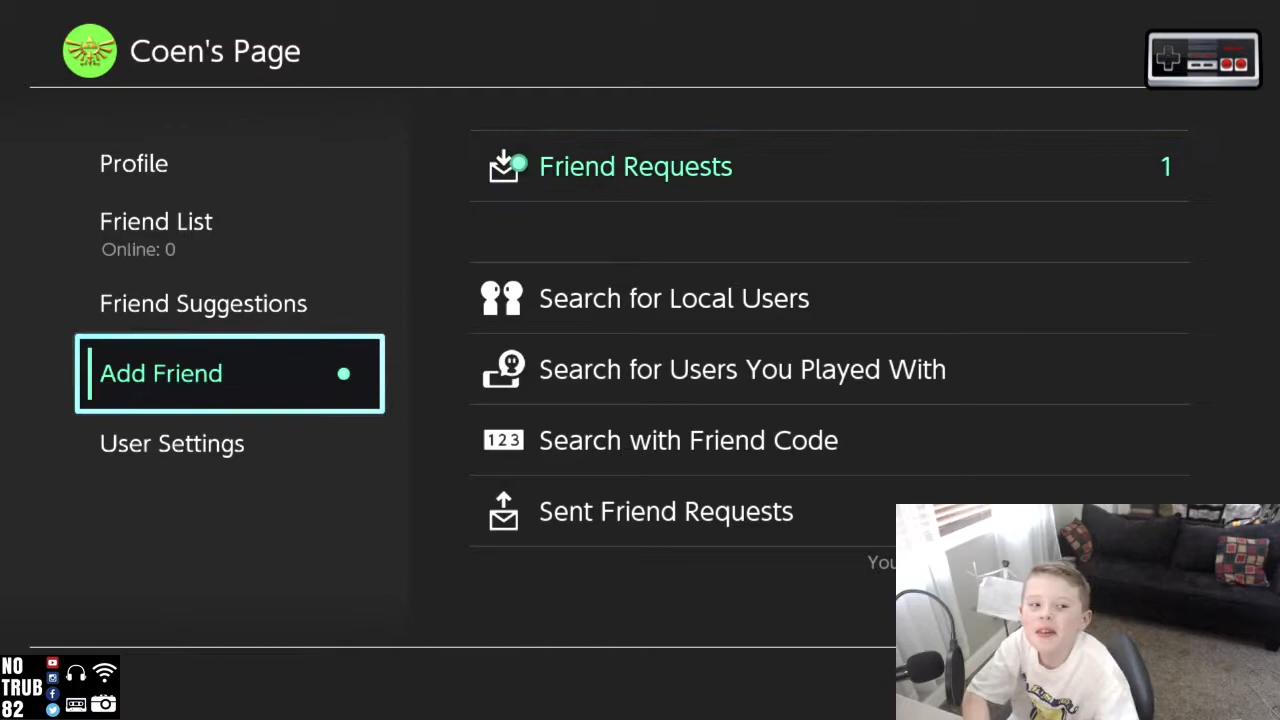 Coen's Page
Profile
Friend List
Online: 0
Friend Suggestions
Add Friend
User Settings
Friend Requests 1
Search for Local Users
Search for Users You Played With
123 Search with Friend Code
Sent Friend Requests
You
NO
TRUB
82